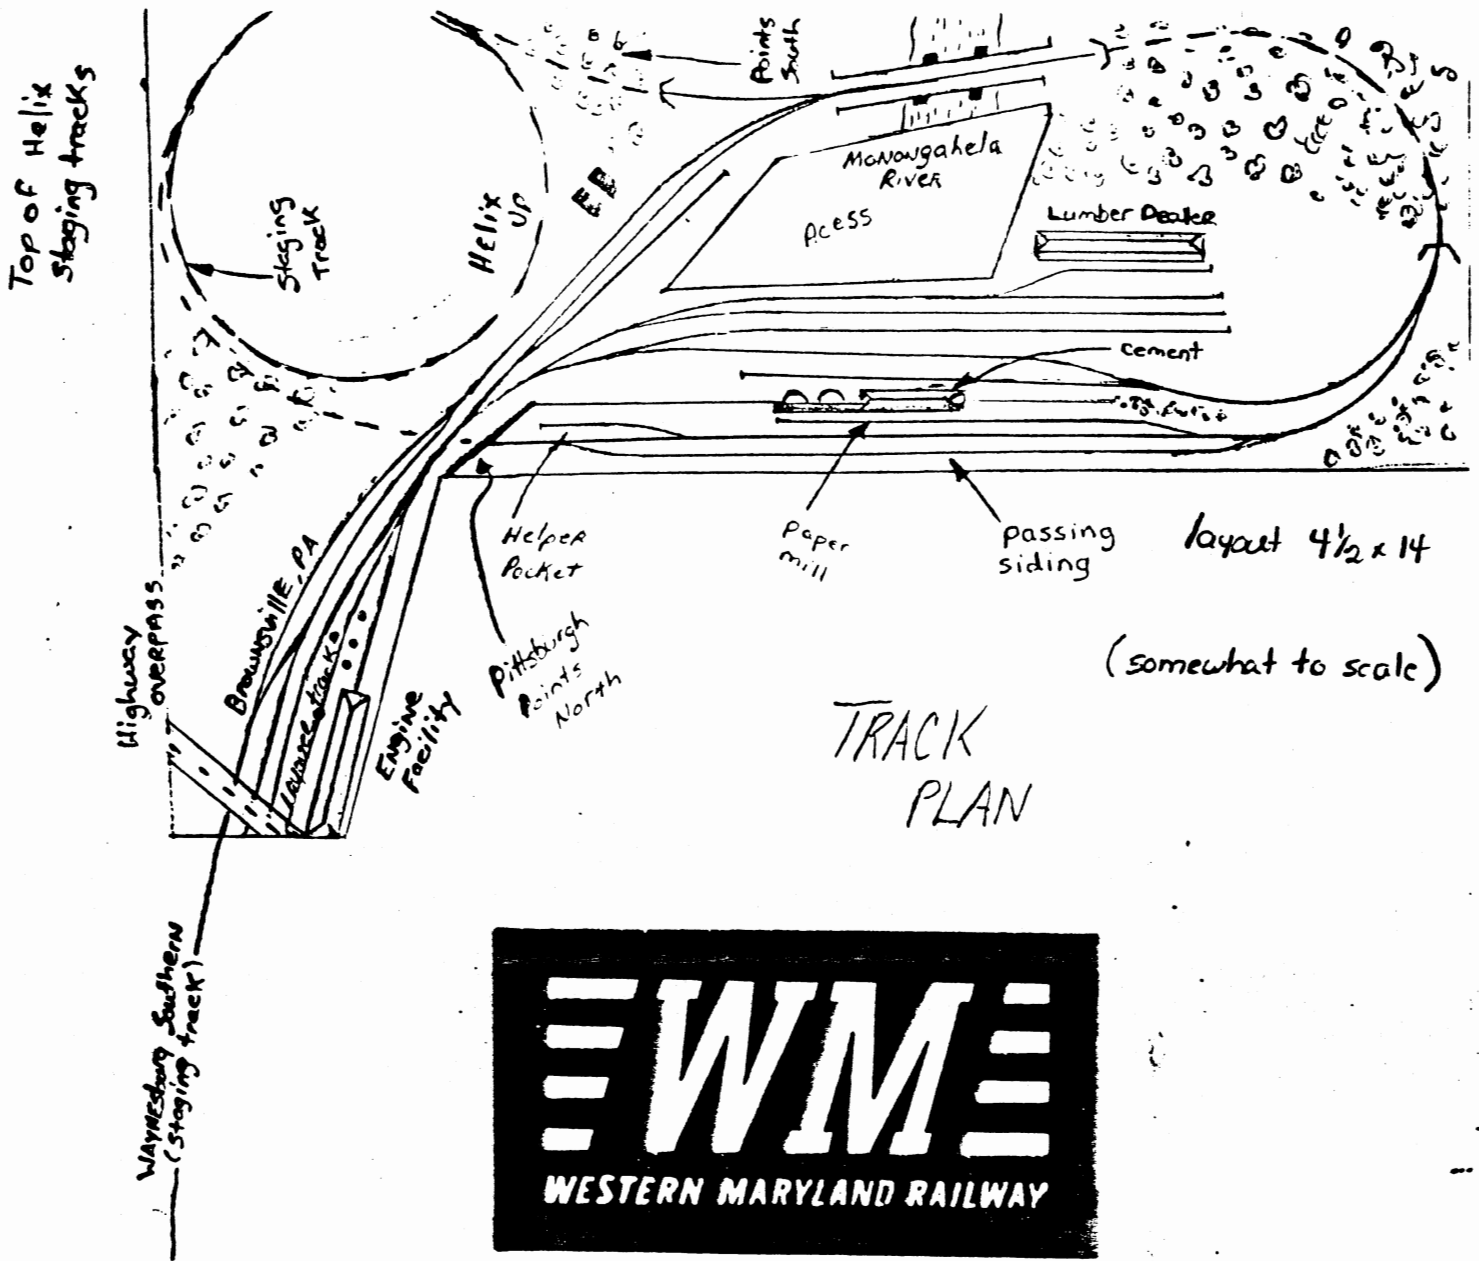 Top of Helix
Staging tracks
Points
South
Monongahela
River
Acess
Staging
Track
Helix
UP
Lumber Dealer
cement
Helper
Pocket
Paper
mill
passing
siding
layout 4½ x 14
Highway
OVERPASS
Brownsville, PA
Engine
Facility
Pittsburgh
Points
North
(somewhat to scale)
TRACK
PLAN
Waynesburg Southern
(staging track)
WM
WESTERN MARYLAND RAILWAY